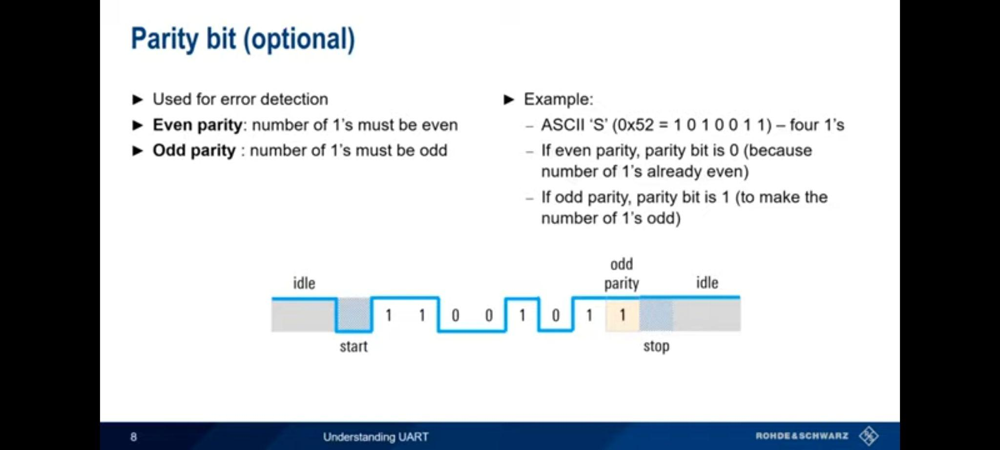 Parity bit (optional)
► Used for error detection
► Even parity: number of 1's must be even
► Odd parity : number of 1's must be odd
► Example:
– ASCII ‘S’ (0x52 = 1 0 1 0 0 1 1) – four 1's
– If even parity, parity bit is 0 (because
number of 1's already even)
– If odd parity, parity bit is 1 (to make the
number of 1's odd)
odd
idle parity idle
1 1 0 0 1 0 1 1
start stop
8 Understanding UART ROHDE&SCHWARZ